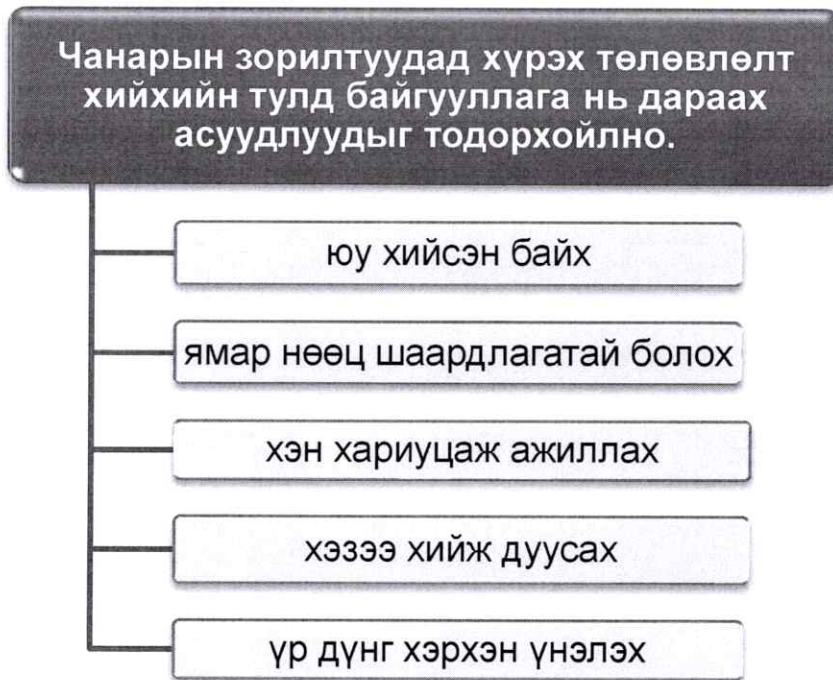 Чанарын зорилтуудад хүрэх төлөвлөлт
хийхийн тулд байгууллага нь дараах
асуудлуудыг тодорхойлно.
юу хийсэн байх
ямар нөөц шаардлагатай болох
хэн хариуцаж ажиллах
хэзээ хийж дуусах
үр дүнг хэрхэн үнэлэх